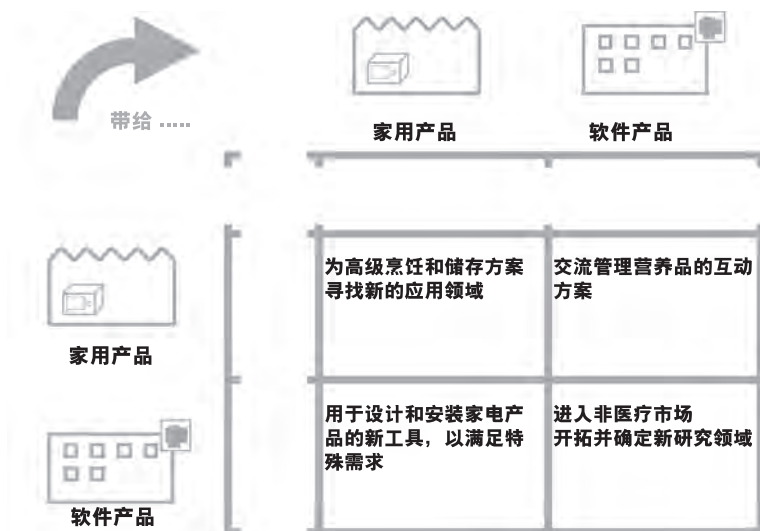 带给 .....
家用产品
软件产品
家用产品
为高级烹饪和储存方案
寻找新的应用领域
交流管理营养品的互动
方案
软件产品
用于设计和安装家电产
品的新工具，以满足特
殊需求
进入非医疗市场
开拓并确定新研究领域